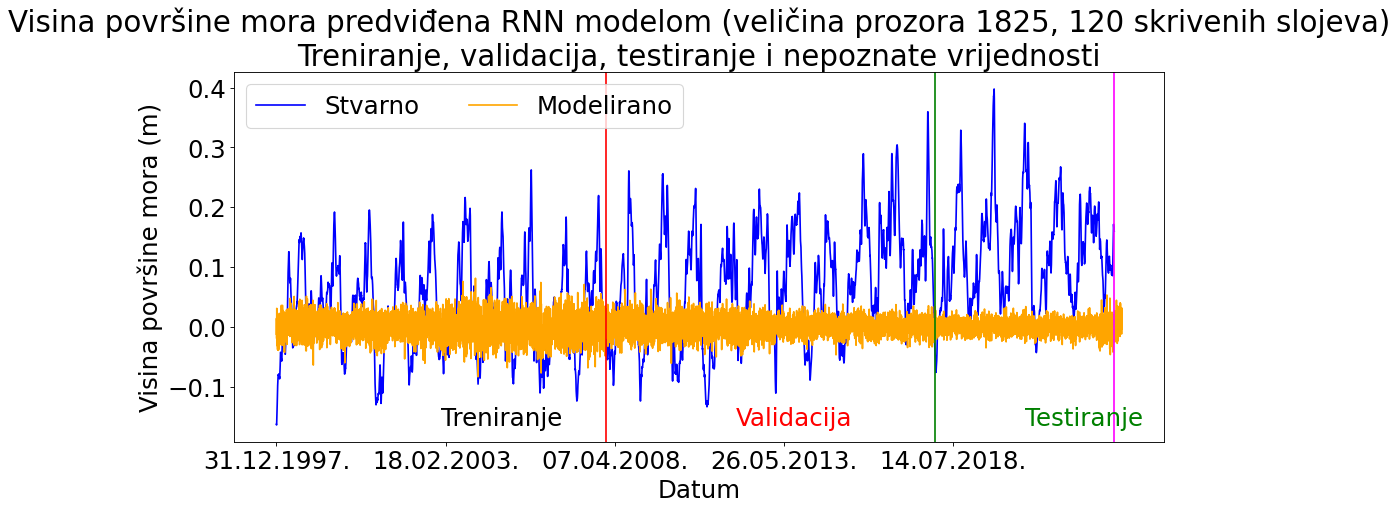 Visina površine mora predviđena RNN modelom (veličina prozora 1825, 120 skrivenih slojeva)
Treniranje, validacija, testiranje i nepoznate vrijednosti
Stvarno Modelirano
Visina površine mora (m)
0.4
0.3
0.2
0.1
0.0
−0.1
Treniranje Validacija Testiranje
31.12.1997. 18.02.2003. 07.04.2008. 26.05.2013. 14.07.2018.
Datum